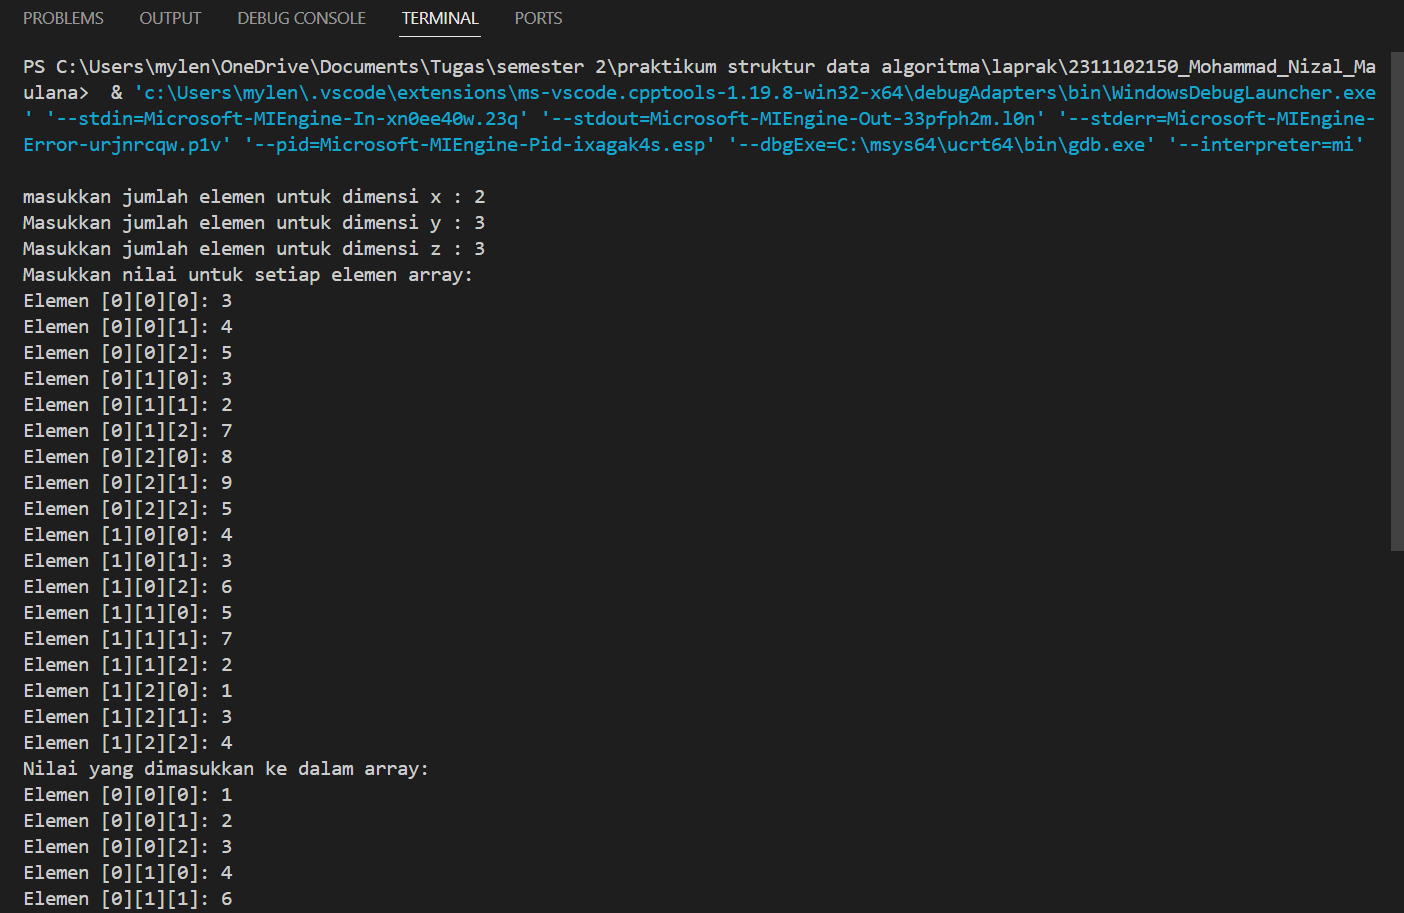 PROBLEMS OUTPUT DEBUG CONSOLE TERMINAL PORTS
PS C:\Users\mylen\OneDrive\Documents\Tugas\semester 2\praktikum struktur data algoritma\laprak\2311102150_Mohammad_Nizal_Ma
ulana>  & 'c:\Users\mylen\.vscode\extensions\ms-vscode.cpptools-1.19.8-win32-x64\debugAdapters\bin\WindowsDebugLauncher.exe
' '--stdin=Microsoft-MIEngine-In-xn0ee40w.23q' '--stdout=Microsoft-MIEngine-Out-33pfph2m.l0n' '--stderr=Microsoft-MIEngine-
Error-urjnrcqw.p1v' '--pid=Microsoft-MIEngine-Pid-ixagak4s.esp' '--dbgExe=C:\msys64\ucrt64\bin\gdb.exe' '--interpreter=mi'
masukkan jumlah elemen untuk dimensi x : 2
Masukkan jumlah elemen untuk dimensi y : 3
Masukkan jumlah elemen untuk dimensi z : 3
Masukkan nilai untuk setiap elemen array:
Elemen [0][0][0]: 3
Elemen [0][0][1]: 4
Elemen [0][0][2]: 5
Elemen [0][1][0]: 3
Elemen [0][1][1]: 2
Elemen [0][1][2]: 7
Elemen [0][2][0]: 8
Elemen [0][2][1]: 9
Elemen [0][2][2]: 5
Elemen [1][0][0]: 4
Elemen [1][0][1]: 3
Elemen [1][0][2]: 6
Elemen [1][1][0]: 5
Elemen [1][1][1]: 7
Elemen [1][1][2]: 2
Elemen [1][2][0]: 1
Elemen [1][2][1]: 3
Elemen [1][2][2]: 4
Nilai yang dimasukkan ke dalam array:
Elemen [0][0][0]: 1
Elemen [0][0][1]: 2
Elemen [0][0][2]: 3
Elemen [0][1][0]: 4
Elemen [0][1][1]: 6